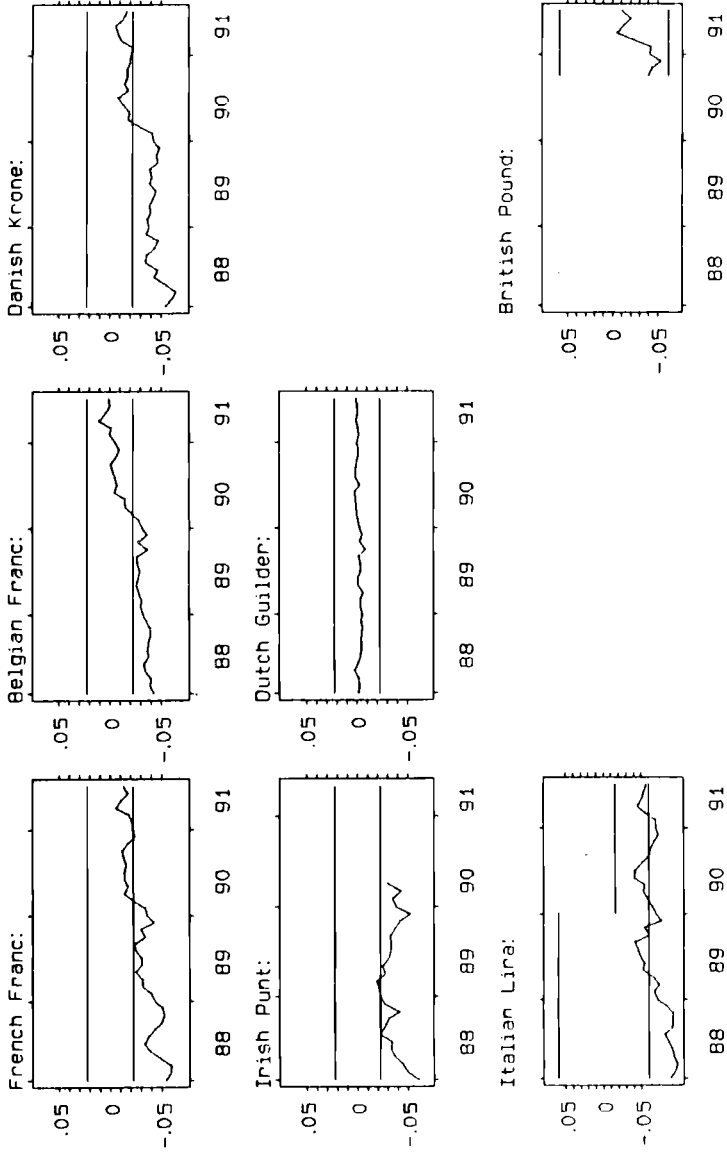 French Franc:
.05
0
-.05
88 89 90 91
Belgian Franc:
.05
0
-.05
88 89 90 91
Danish Krone:
.05
0
-.05
88 89 90 91
Irish Punt:
.05
0
-.05
88 89 90 91
Dutch Guilder:
.05
0
-.05
88 89 90 91
Italian Lira:
.05
0
-.05
88 89 90 91
British Pound:
.05
0
-.05
88 89 90 91